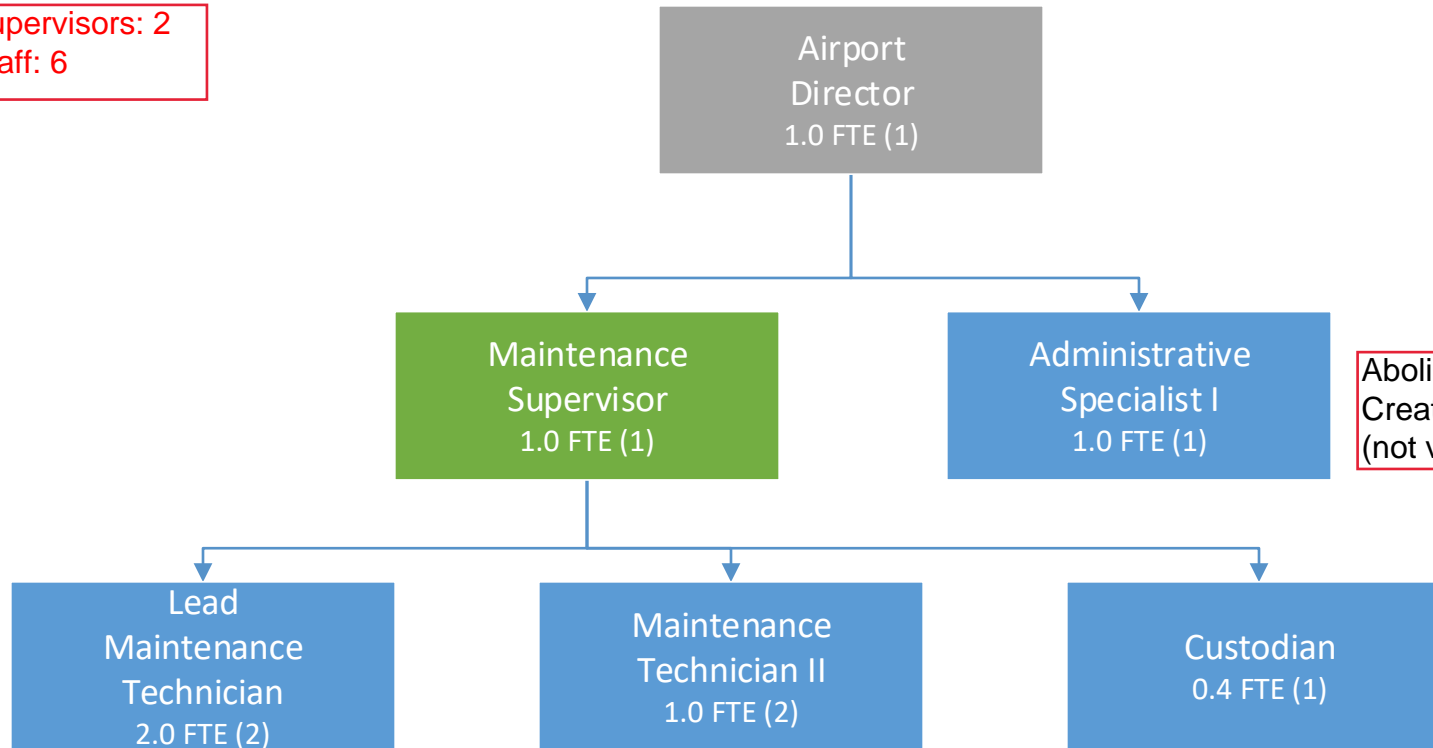 upervisors: 2
aff: 6
Airport
Director
1.0 FTE (1)
Maintenance
Supervisor
1.0 FTE (1)
Administrative
Specialist I
1.0 FTE (1)
Aboli
Creat
(not v
Lead
Maintenance
Technician
2.0 FTE (2)
Maintenance
Technician II
1.0 FTE (2)
Custodian
0.4 FTE (1)